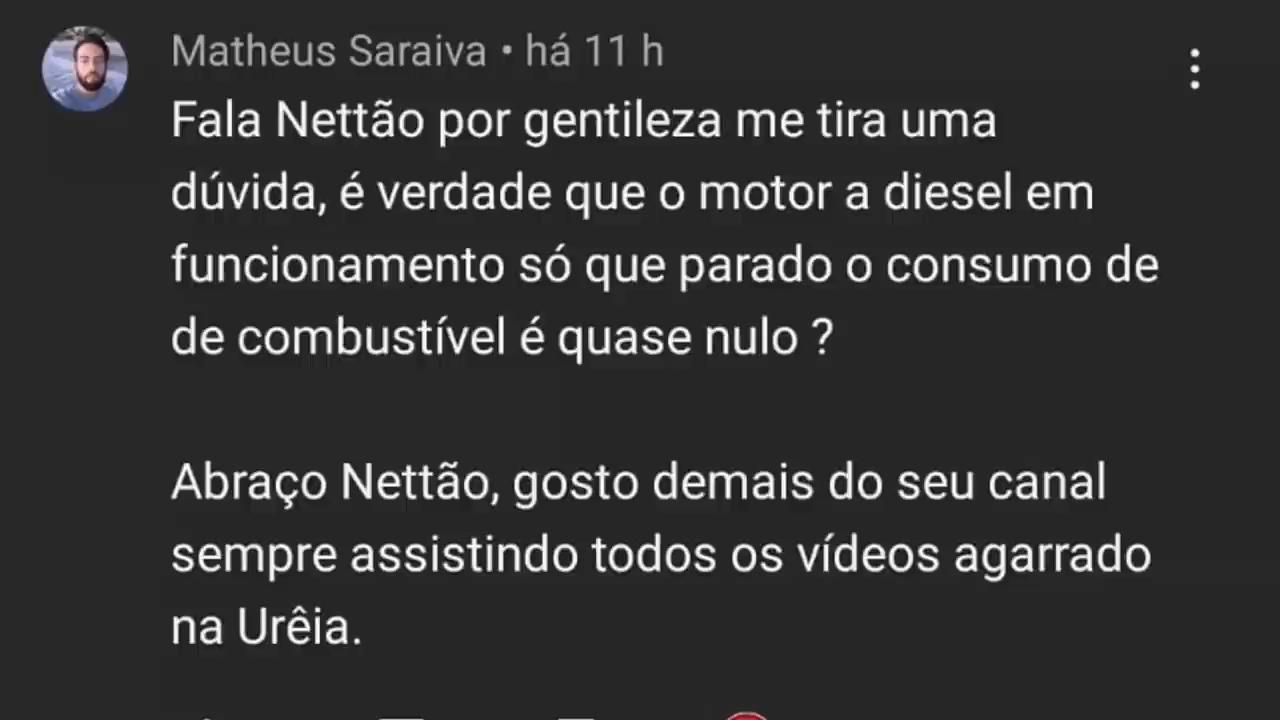 Matheus Saraiva • há 11 h
Fala Nettão por gentileza me tira uma
dúvida, é verdade que o motor a diesel em
funcionamento só que parado o consumo de
de combustível é quase nulo ?
Abraço Nettão, gosto demais do seu canal
sempre assistindo todos os vídeos agarrado
na Urêia.